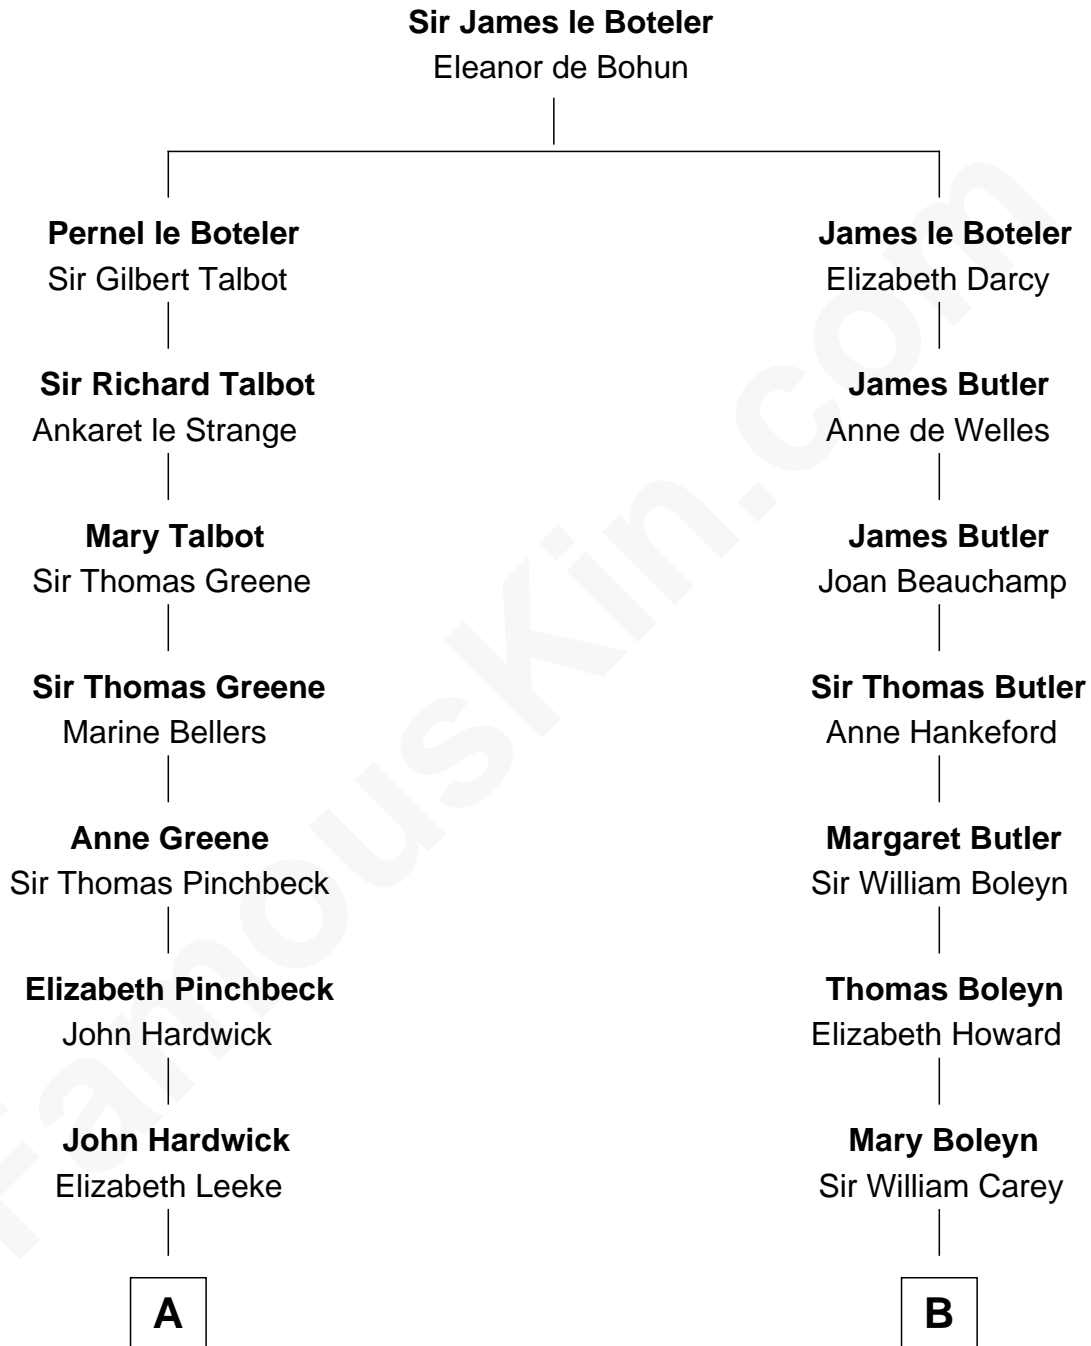 Sir James le Boteler
Eleanor de Bohun
Pernel le Boteler
Sir Gilbert Talbot
James le Boteler
Elizabeth Darcy
Sir Richard Talbot
Ankaret le Strange
James Butler
Anne de Welles
Mary Talbot
Sir Thomas Greene
James Butler
Joan Beauchamp
Sir Thomas Greene
Marine Bellers
Sir Thomas Butler
Anne Hankeford
Anne Greene
Sir Thomas Pinchbeck
Margaret Butler
Sir William Boleyn
Elizabeth Pinchbeck
John Hardwick
Thomas Boleyn
Elizabeth Howard
John Hardwick
Elizabeth Leeke
Mary Boleyn
Sir William Carey
A
B
FamousKin.com